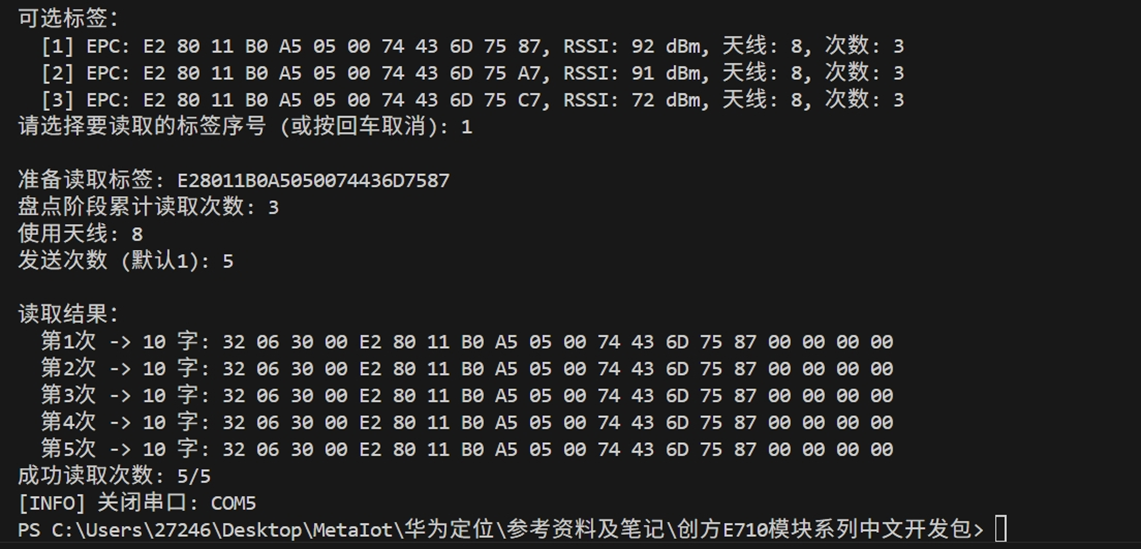 可选标签:
[1] EPC: E2 80 11 B0 A5 05 00 74 43 6D 75 87, RSSI: 92 dBm, 天线: 8, 次数: 3
[2] EPC: E2 80 11 B0 A5 05 00 74 43 6D 75 A7, RSSI: 91 dBm, 天线: 8, 次数: 3
[3] EPC: E2 80 11 B0 A5 05 00 74 43 6D 75 C7, RSSI: 72 dBm, 天线: 8, 次数: 3
请选择要读取的标签序号 (或按回车取消): 1
准备读取标签: E28011B0A5050074436D7587
盘点阶段累计读取次数: 3
使用天线: 8
发送次数 (默认1): 5
读取结果:
第1次 -> 10 字: 32 06 30 00 E2 80 11 B0 A5 05 00 74 43 6D 75 87 00 00 00 00
第2次 -> 10 字: 32 06 30 00 E2 80 11 B0 A5 05 00 74 43 6D 75 87 00 00 00 00
第3次 -> 10 字: 32 06 30 00 E2 80 11 B0 A5 05 00 74 43 6D 75 87 00 00 00 00
第4次 -> 10 字: 32 06 30 00 E2 80 11 B0 A5 05 00 74 43 6D 75 87 00 00 00 00
第5次 -> 10 字: 32 06 30 00 E2 80 11 B0 A5 05 00 74 43 6D 75 87 00 00 00 00
成功读取次数: 5/5
[INFO] 关闭串口: COM5
PS C:\Users\27246\Desktop\MetaIot\华为定位\参考资料及笔记\创方E710模块系列中文开发包>